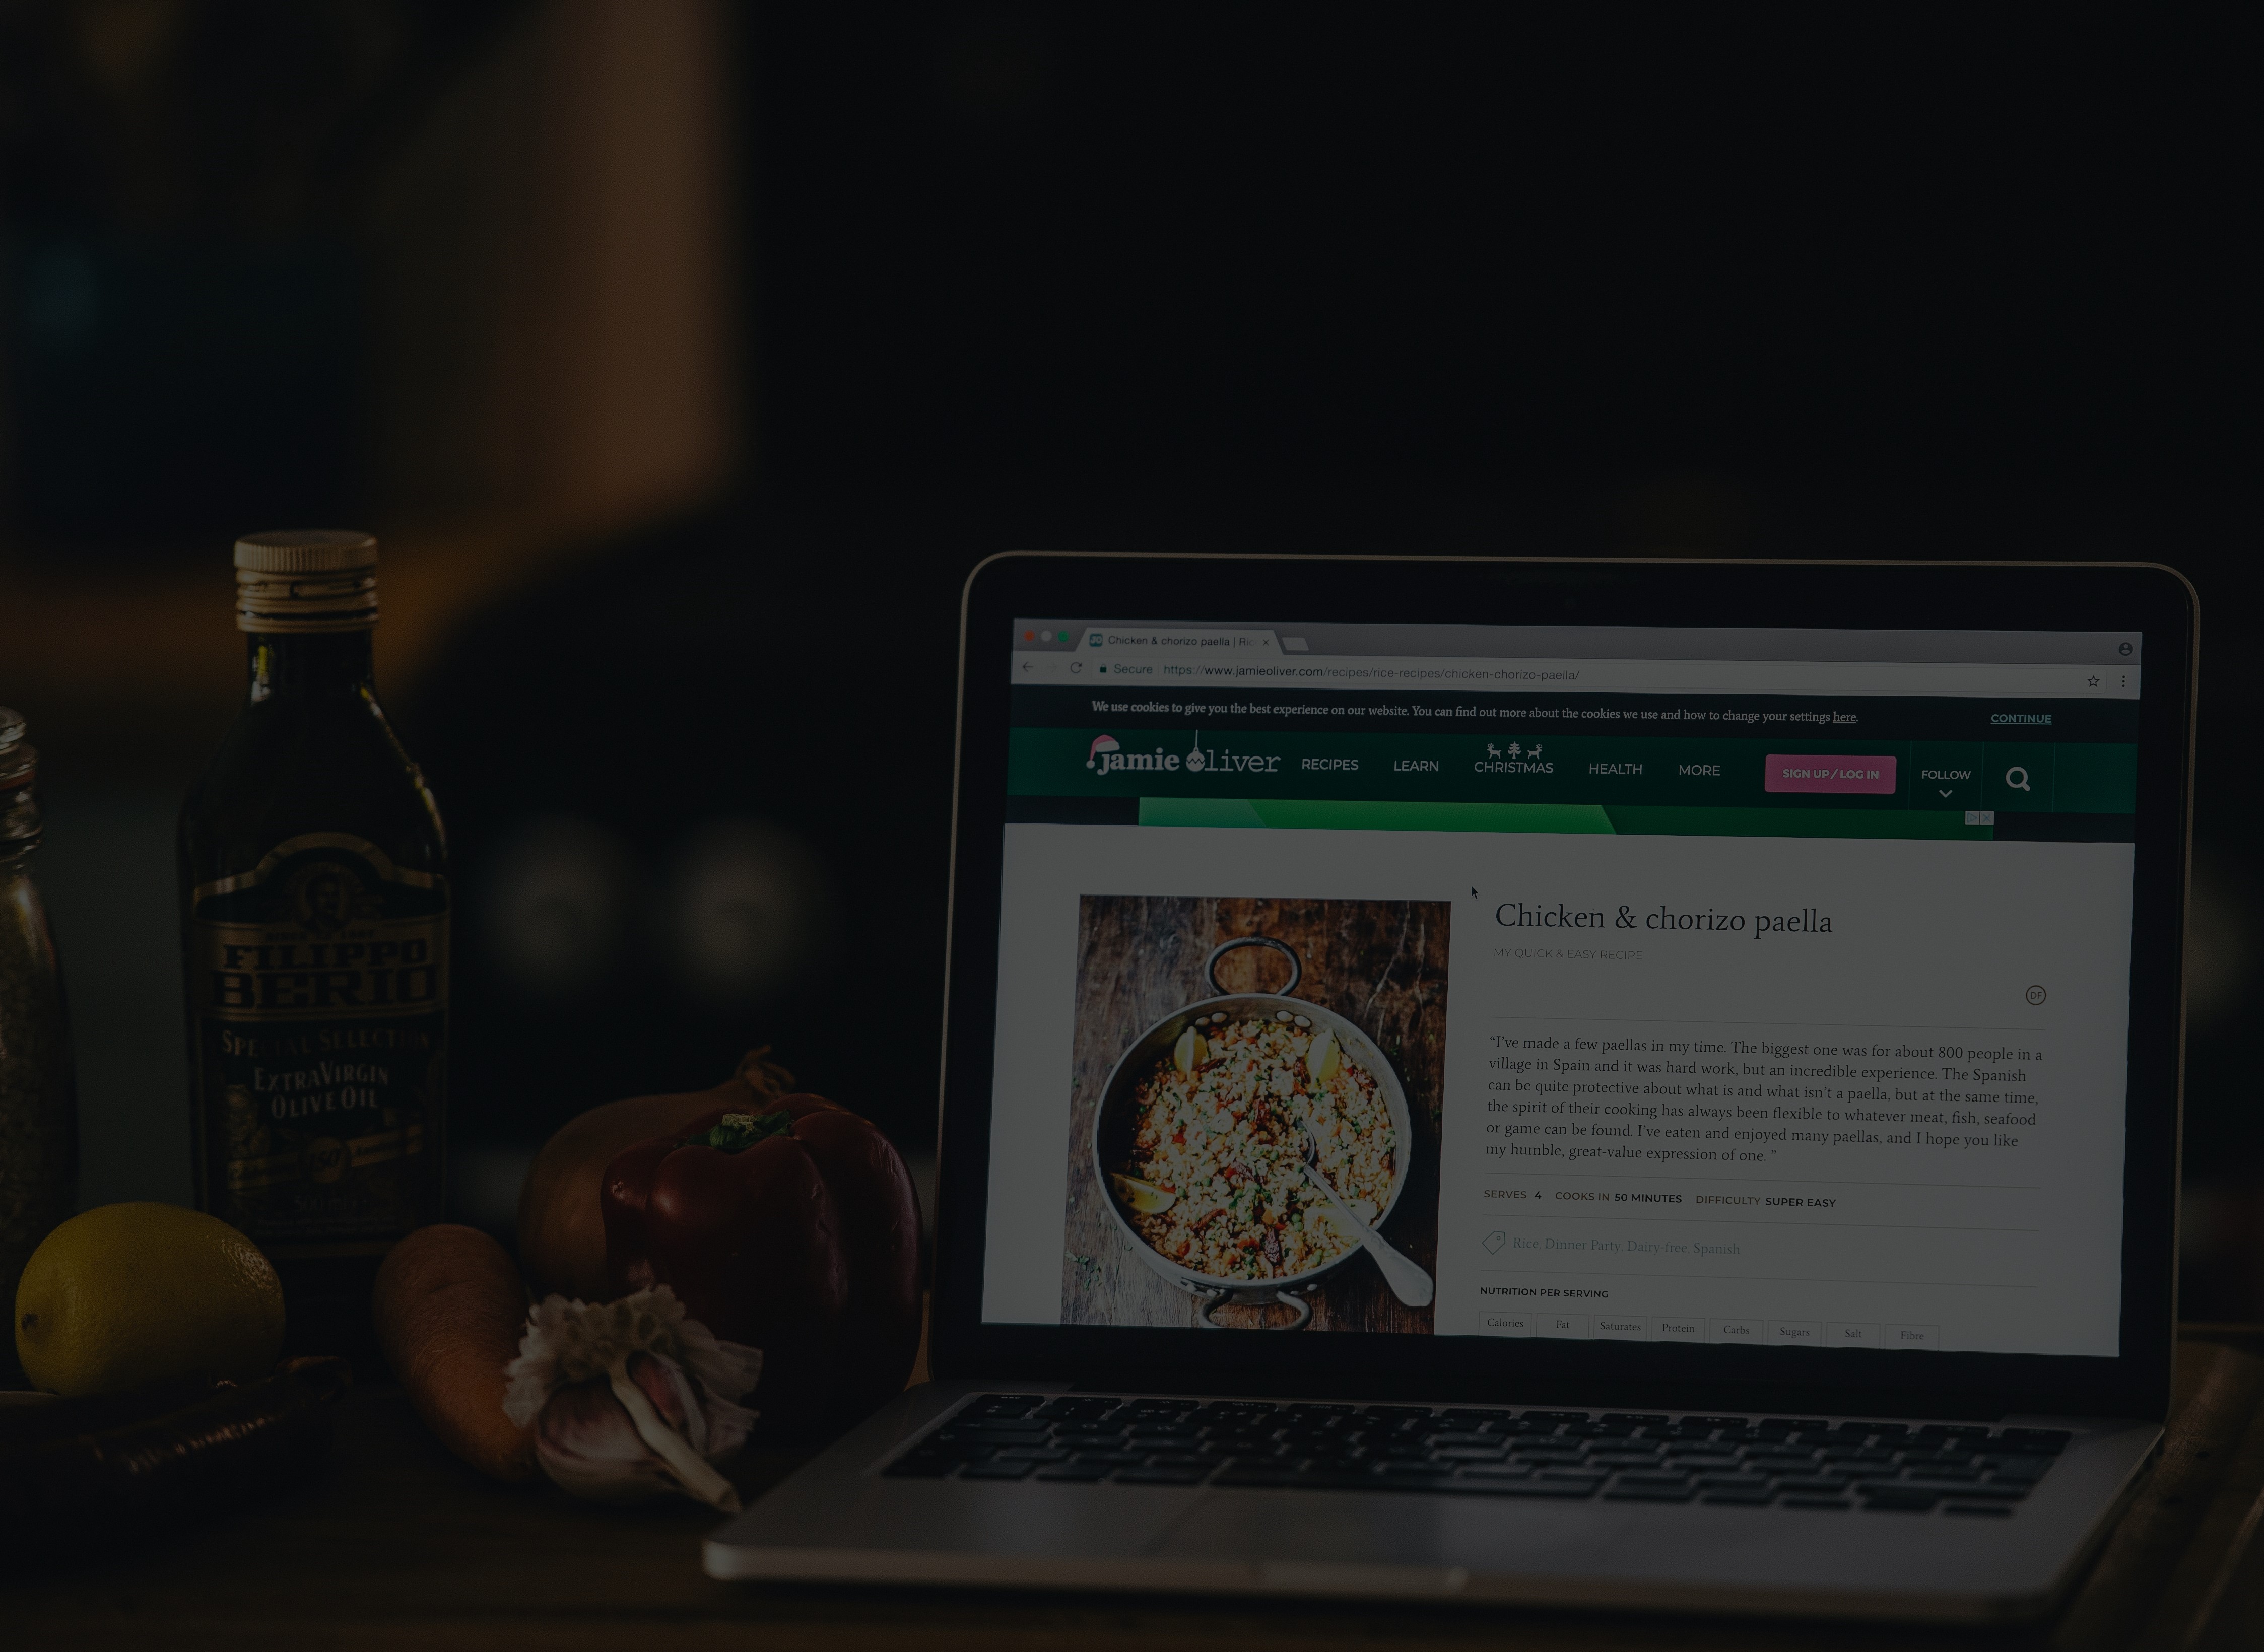 FILIPPO
BERIO
SPECIAL SELECTION
EXTRA VIRGIN
OLIVE OIL
150
Chicken & chorizo paella | Ri
Secure https://www.jamieoliver.com/recipes/rice-recipes/chicken-chorizo-paella/
We use cookies to give you the best experience on our website. You can find out more about the cookies we use and how to change your settings here.
CONTINUE
Jamie Oliver
RECIPES
LEARN
CHRISTMAS
HEALTH
MORE
SIGN UP / LOG IN
FOLLOW
Chicken & chorizo paella
MY QUICK & EASY RECIPE
DF
“I’ve made a few paellas in my time. The biggest one was for about 800 people in a
village in Spain and it was hard work, but an incredible experience. The Spanish
can be quite protective about what is and what isn’t a paella, but at the same time,
the spirit of their cooking has always been flexible to whatever meat, fish, seafood
or game can be found. I’ve eaten and enjoyed many paellas, and I hope you like
my humble, great-value expression of one. ”
SERVES 4 COOKS IN 50 MINUTES DIFFICULTY SUPER EASY
Rice, Dinner Party, Dairy-free, Spanish
NUTRITION PER SERVING
Calories Fat Saturates Protein Carbs Sugars Salt Fibre